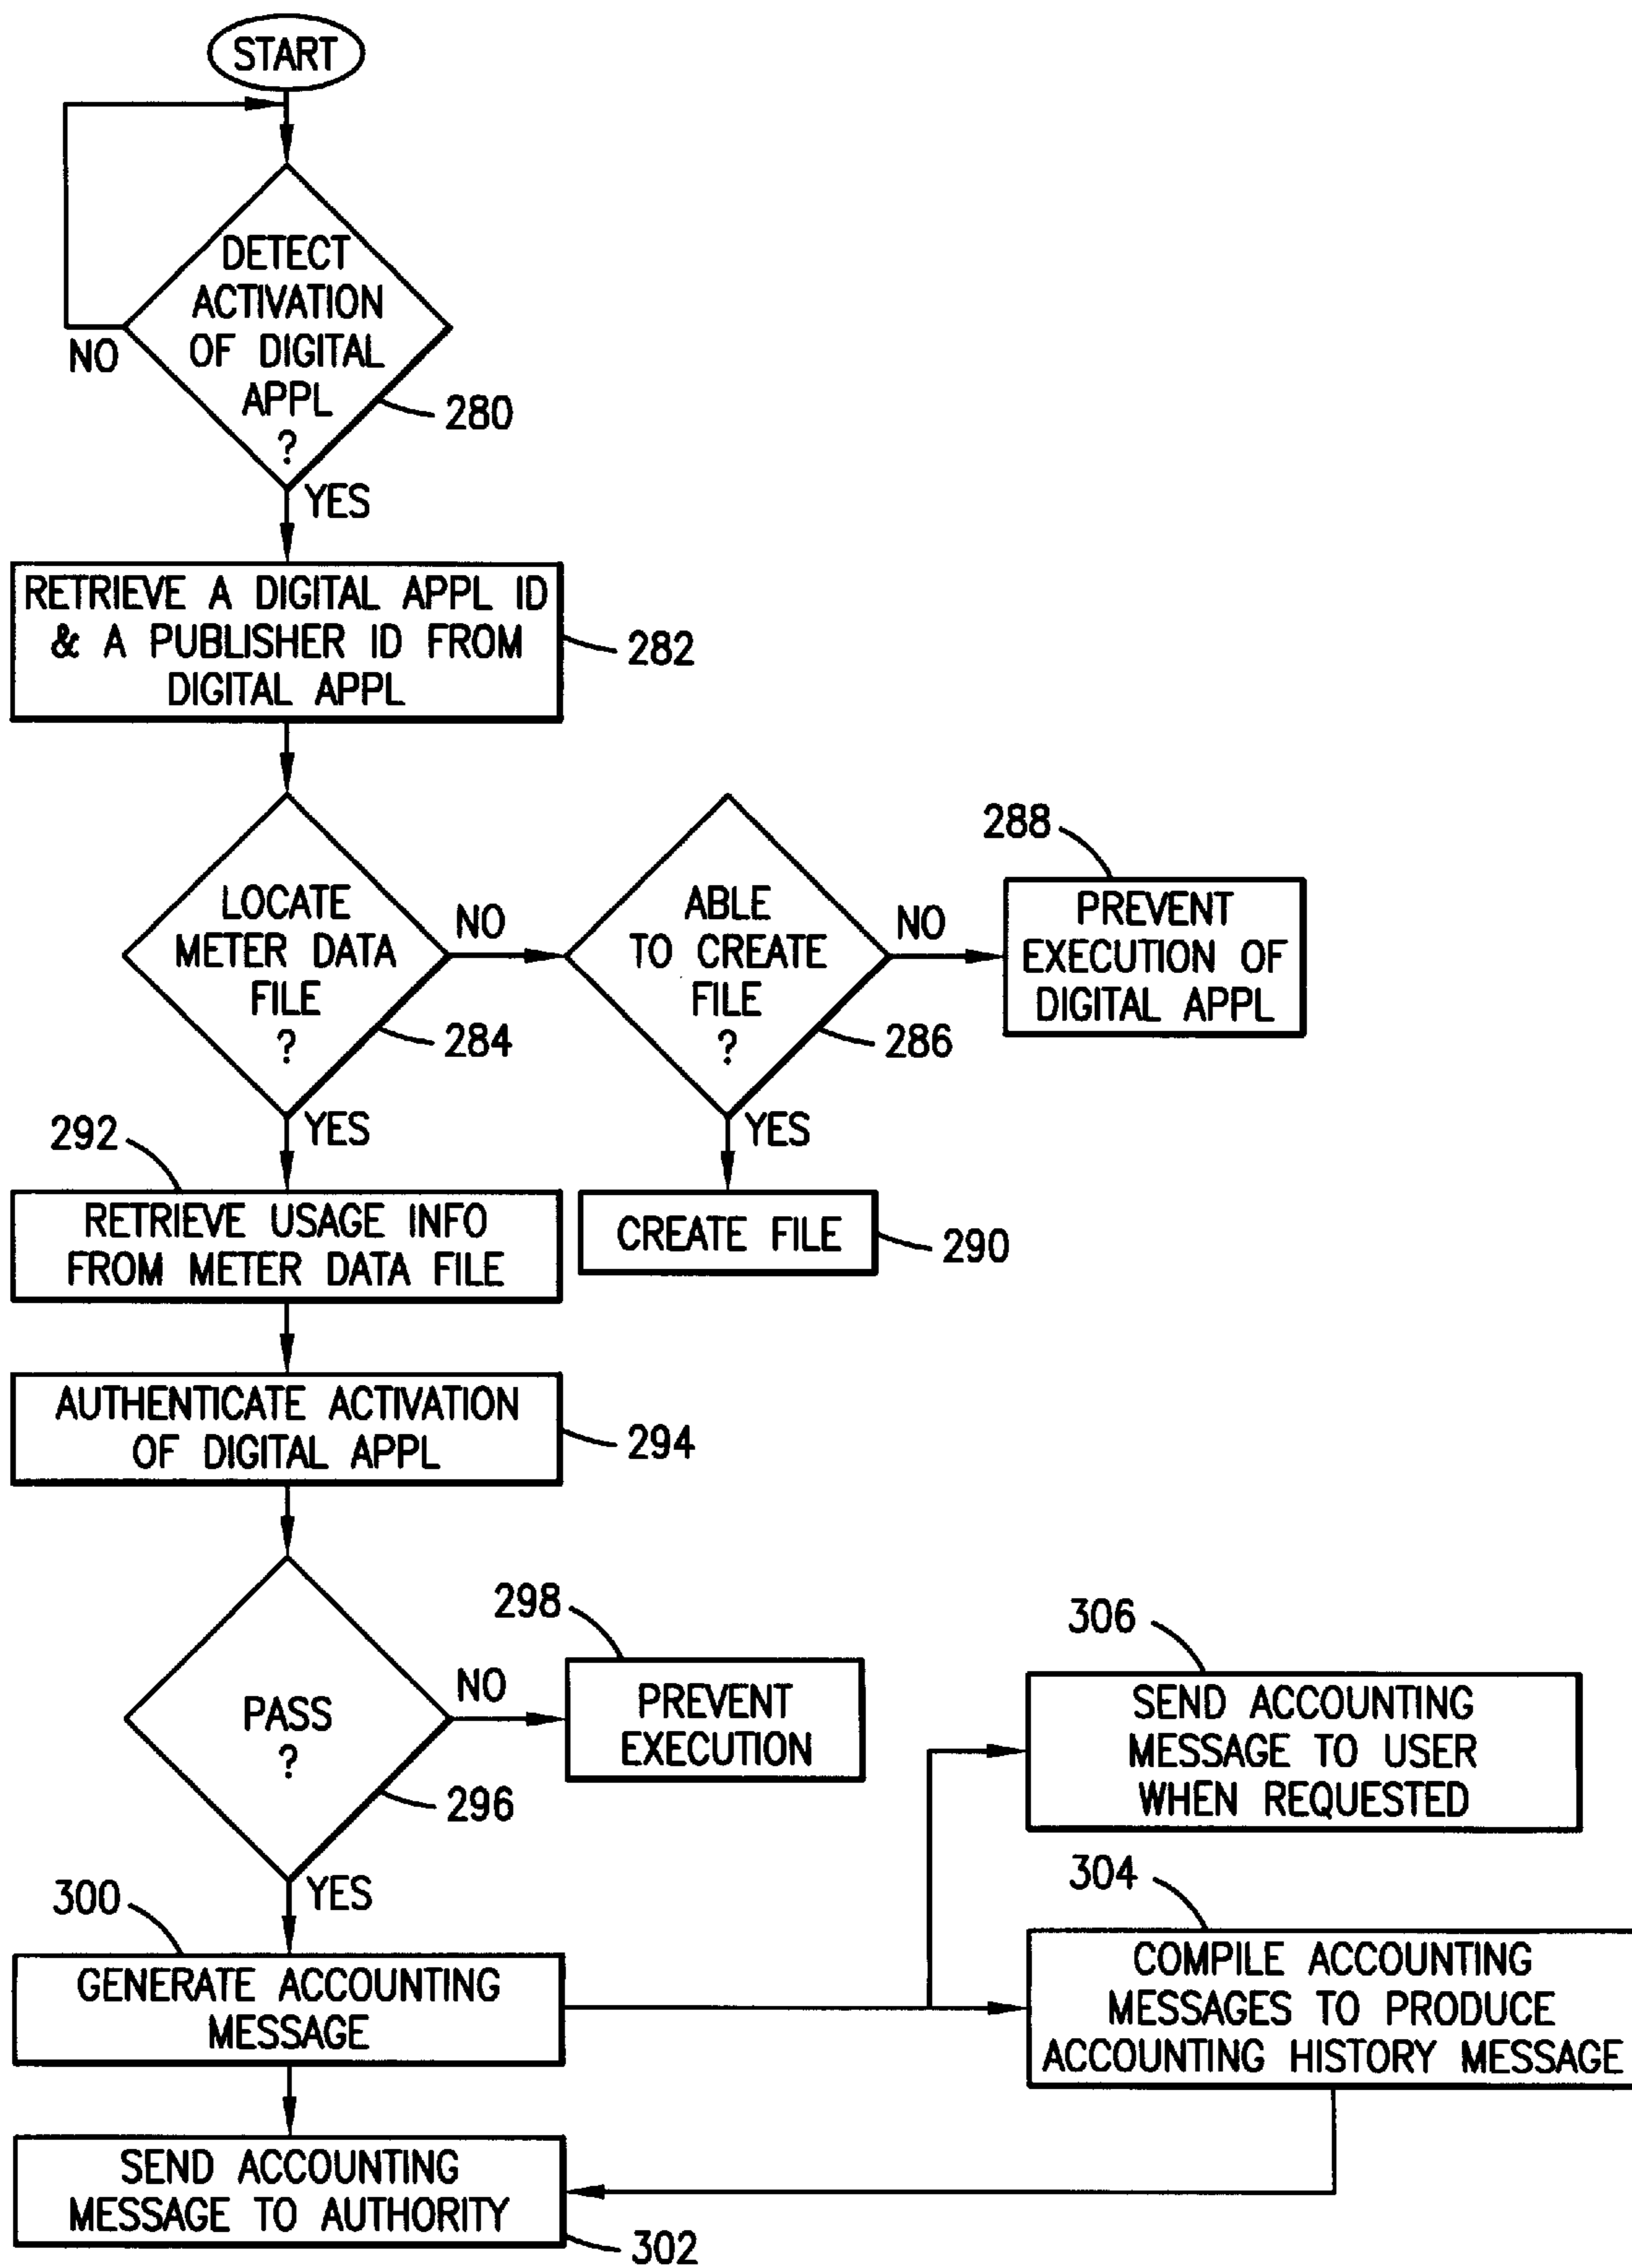 START
DETECT
ACTIVATION
OF DIGITAL
APPL
?
NO
280
YES
RETRIEVE A DIGITAL APPL ID
& A PUBLISHER ID FROM
DIGITAL APPL
282
LOCATE
METER DATA
FILE
?
284
NO
ABLE
TO CREATE
FILE
?
286
NO
288
PREVENT
EXECUTION OF
DIGITAL APPL
YES
YES
292
RETRIEVE USAGE INFO
FROM METER DATA FILE
CREATE FILE
290
AUTHENTICATE ACTIVATION
OF DIGITAL APPL
294
PASS
?
296
NO
298
PREVENT
EXECUTION
306
SEND ACCOUNTING
MESSAGE TO USER
WHEN REQUESTED
YES
300
GENERATE ACCOUNTING
MESSAGE
304
COMPILE ACCOUNTING
MESSAGES TO PRODUCE
ACCOUNTING HISTORY MESSAGE
SEND ACCOUNTING
MESSAGE TO AUTHORITY
302